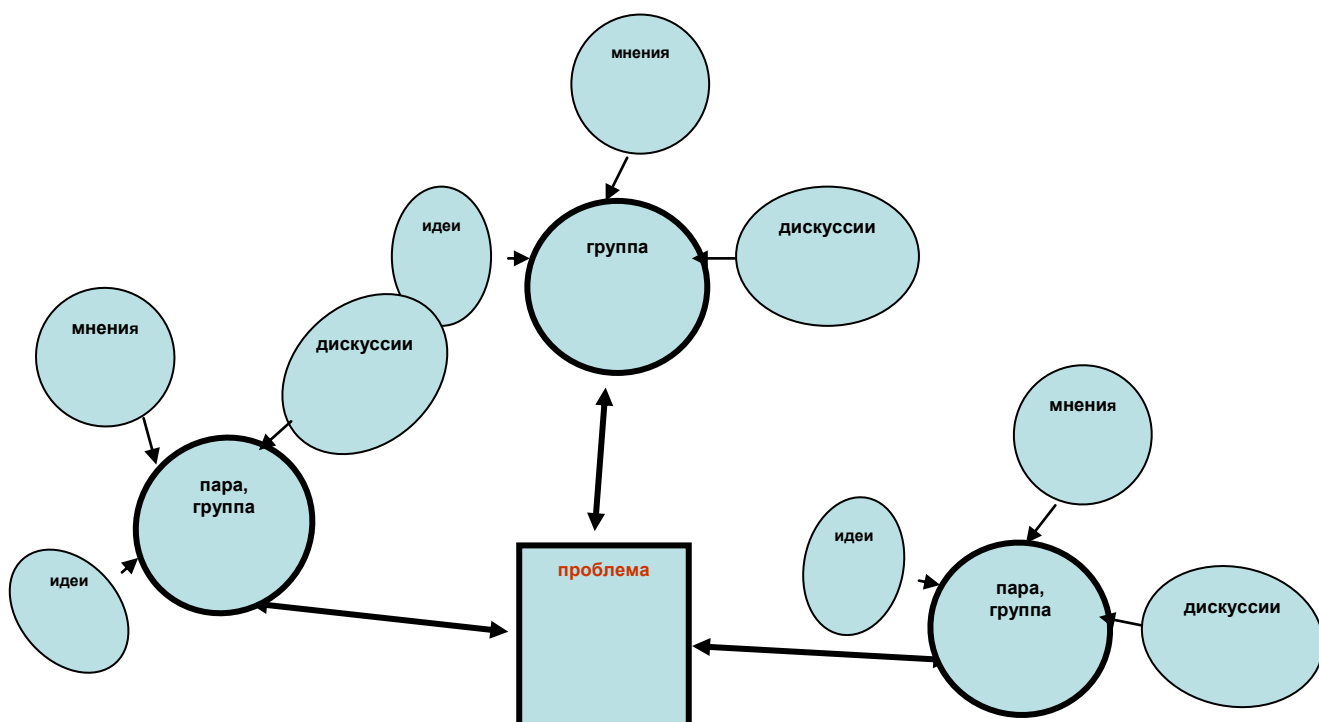 мнения
идеи
группа
дискуссии
мнения
дискуссии
пара,
группа
идеи
проблема
мнения
идеи
пара,
группа
дискуссии